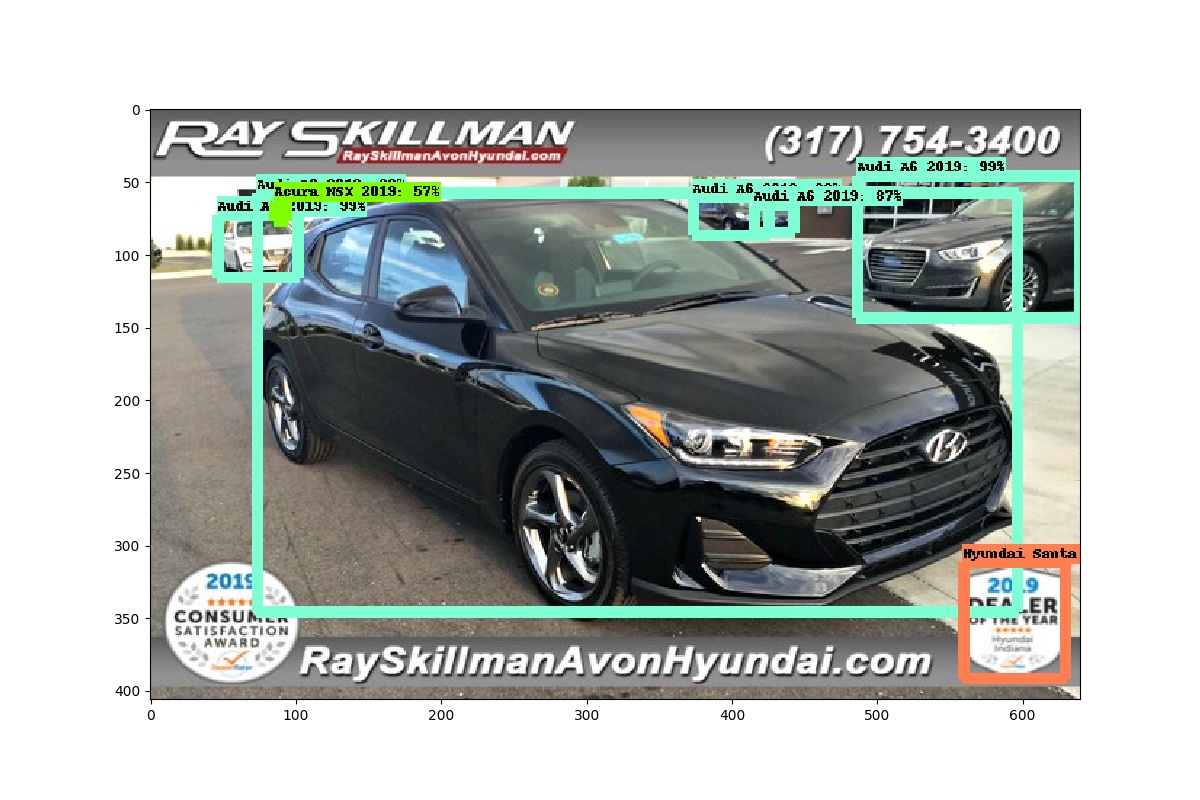 0
50
100
150
200
250
300
350
400
0
100
200
300
400
500
600
RAY SKILLMAN
RaySkillmanAvonHyundai.com
(317) 754-3400
Audi A6 2019: 99%
Acura NSX 2019: 57%
2019: 99%
Audi A6
Audi A6 2019: 87%
Hyundai Santa
2019
CONSUMER
SATISFACTION
AWARD
DealerRater
2019
DEALER
OF THE YEAR
Hyundai
Indiana
RaySkillmanAvonHyundai.com